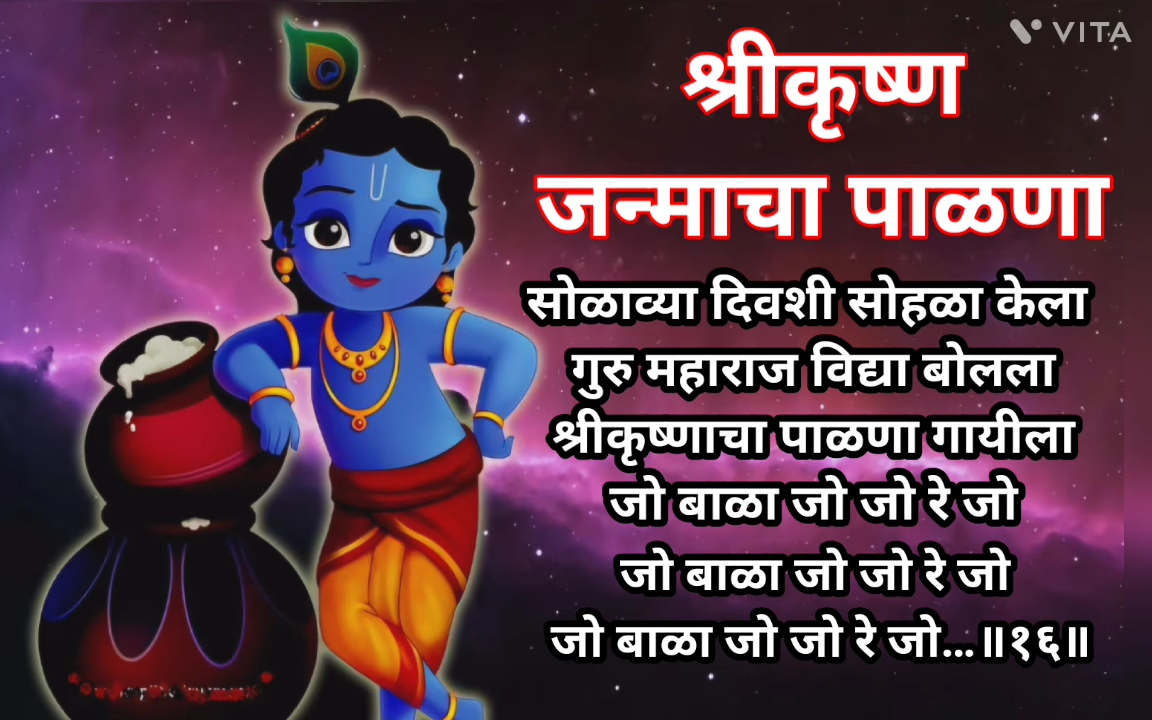 VITA
श्रीकृष्ण
जन्माचा पाळणा
सोळाव्या दिवशी सोहळा केला
गुरु महाराज विद्या बोलला
श्रीकृष्णाचा पाळणा गायीला
जो बाळा जो जो रे जो
जो बाळा जो जो रे जो
जो बाळा जो जो रे जो...॥१६॥